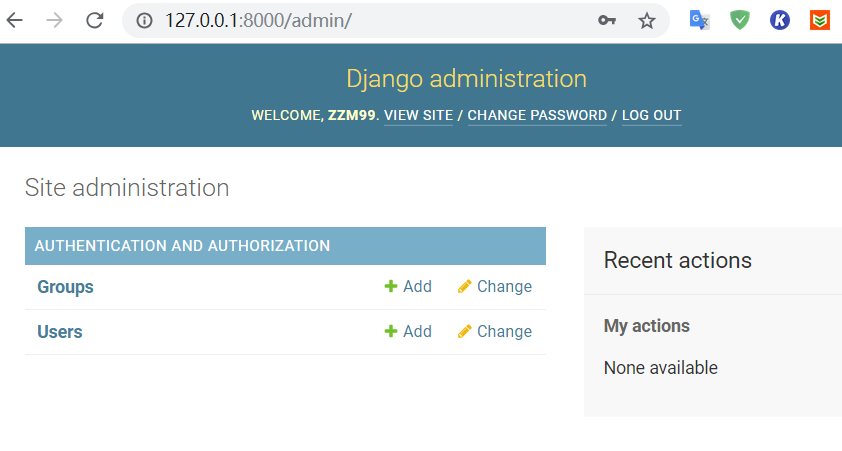 127.0.0.1:8000/admin/
Django administration
WELCOME, ZZM99. VIEW SITE / CHANGE PASSWORD / LOG OUT
Site administration
AUTHENTICATION AND AUTHORIZATION
Groups Add Change
Users Add Change
Recent actions
My actions
None available